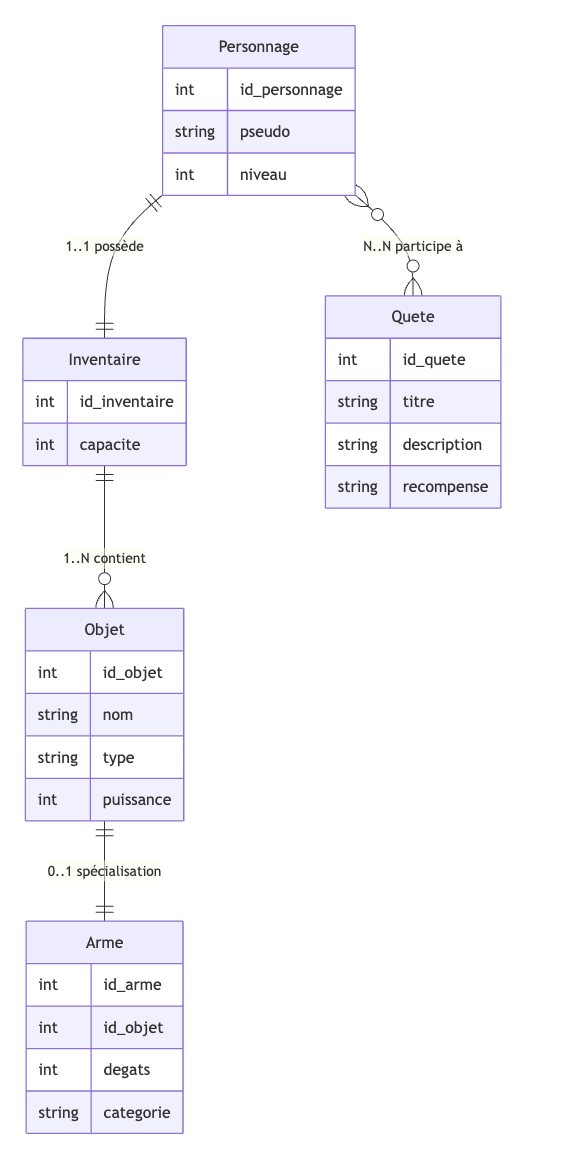 Personnage
int id_personnage
string pseudo
int niveau
1..1 possède
N..N participe à
Quete
int id_quete
string titre
string description
string recompense
Inventaire
int id_inventaire
int capacite
1..N contient
Objet
int id_objet
string nom
string type
int puissance
0..1 spécialisation
Arme
int id_arme
int id_objet
int degats
string categorie